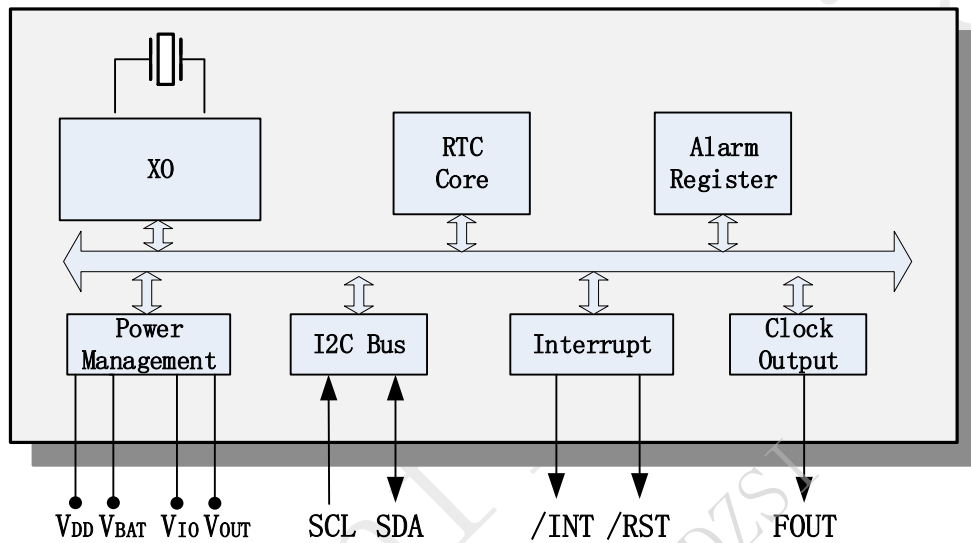 XO
RTC
Core
Alarm
Register
Power
Management
I2C Bus
Interrupt
Clock
Output
VDD VBAT VIO VOUT SCL SDA /INT /RST FOUT